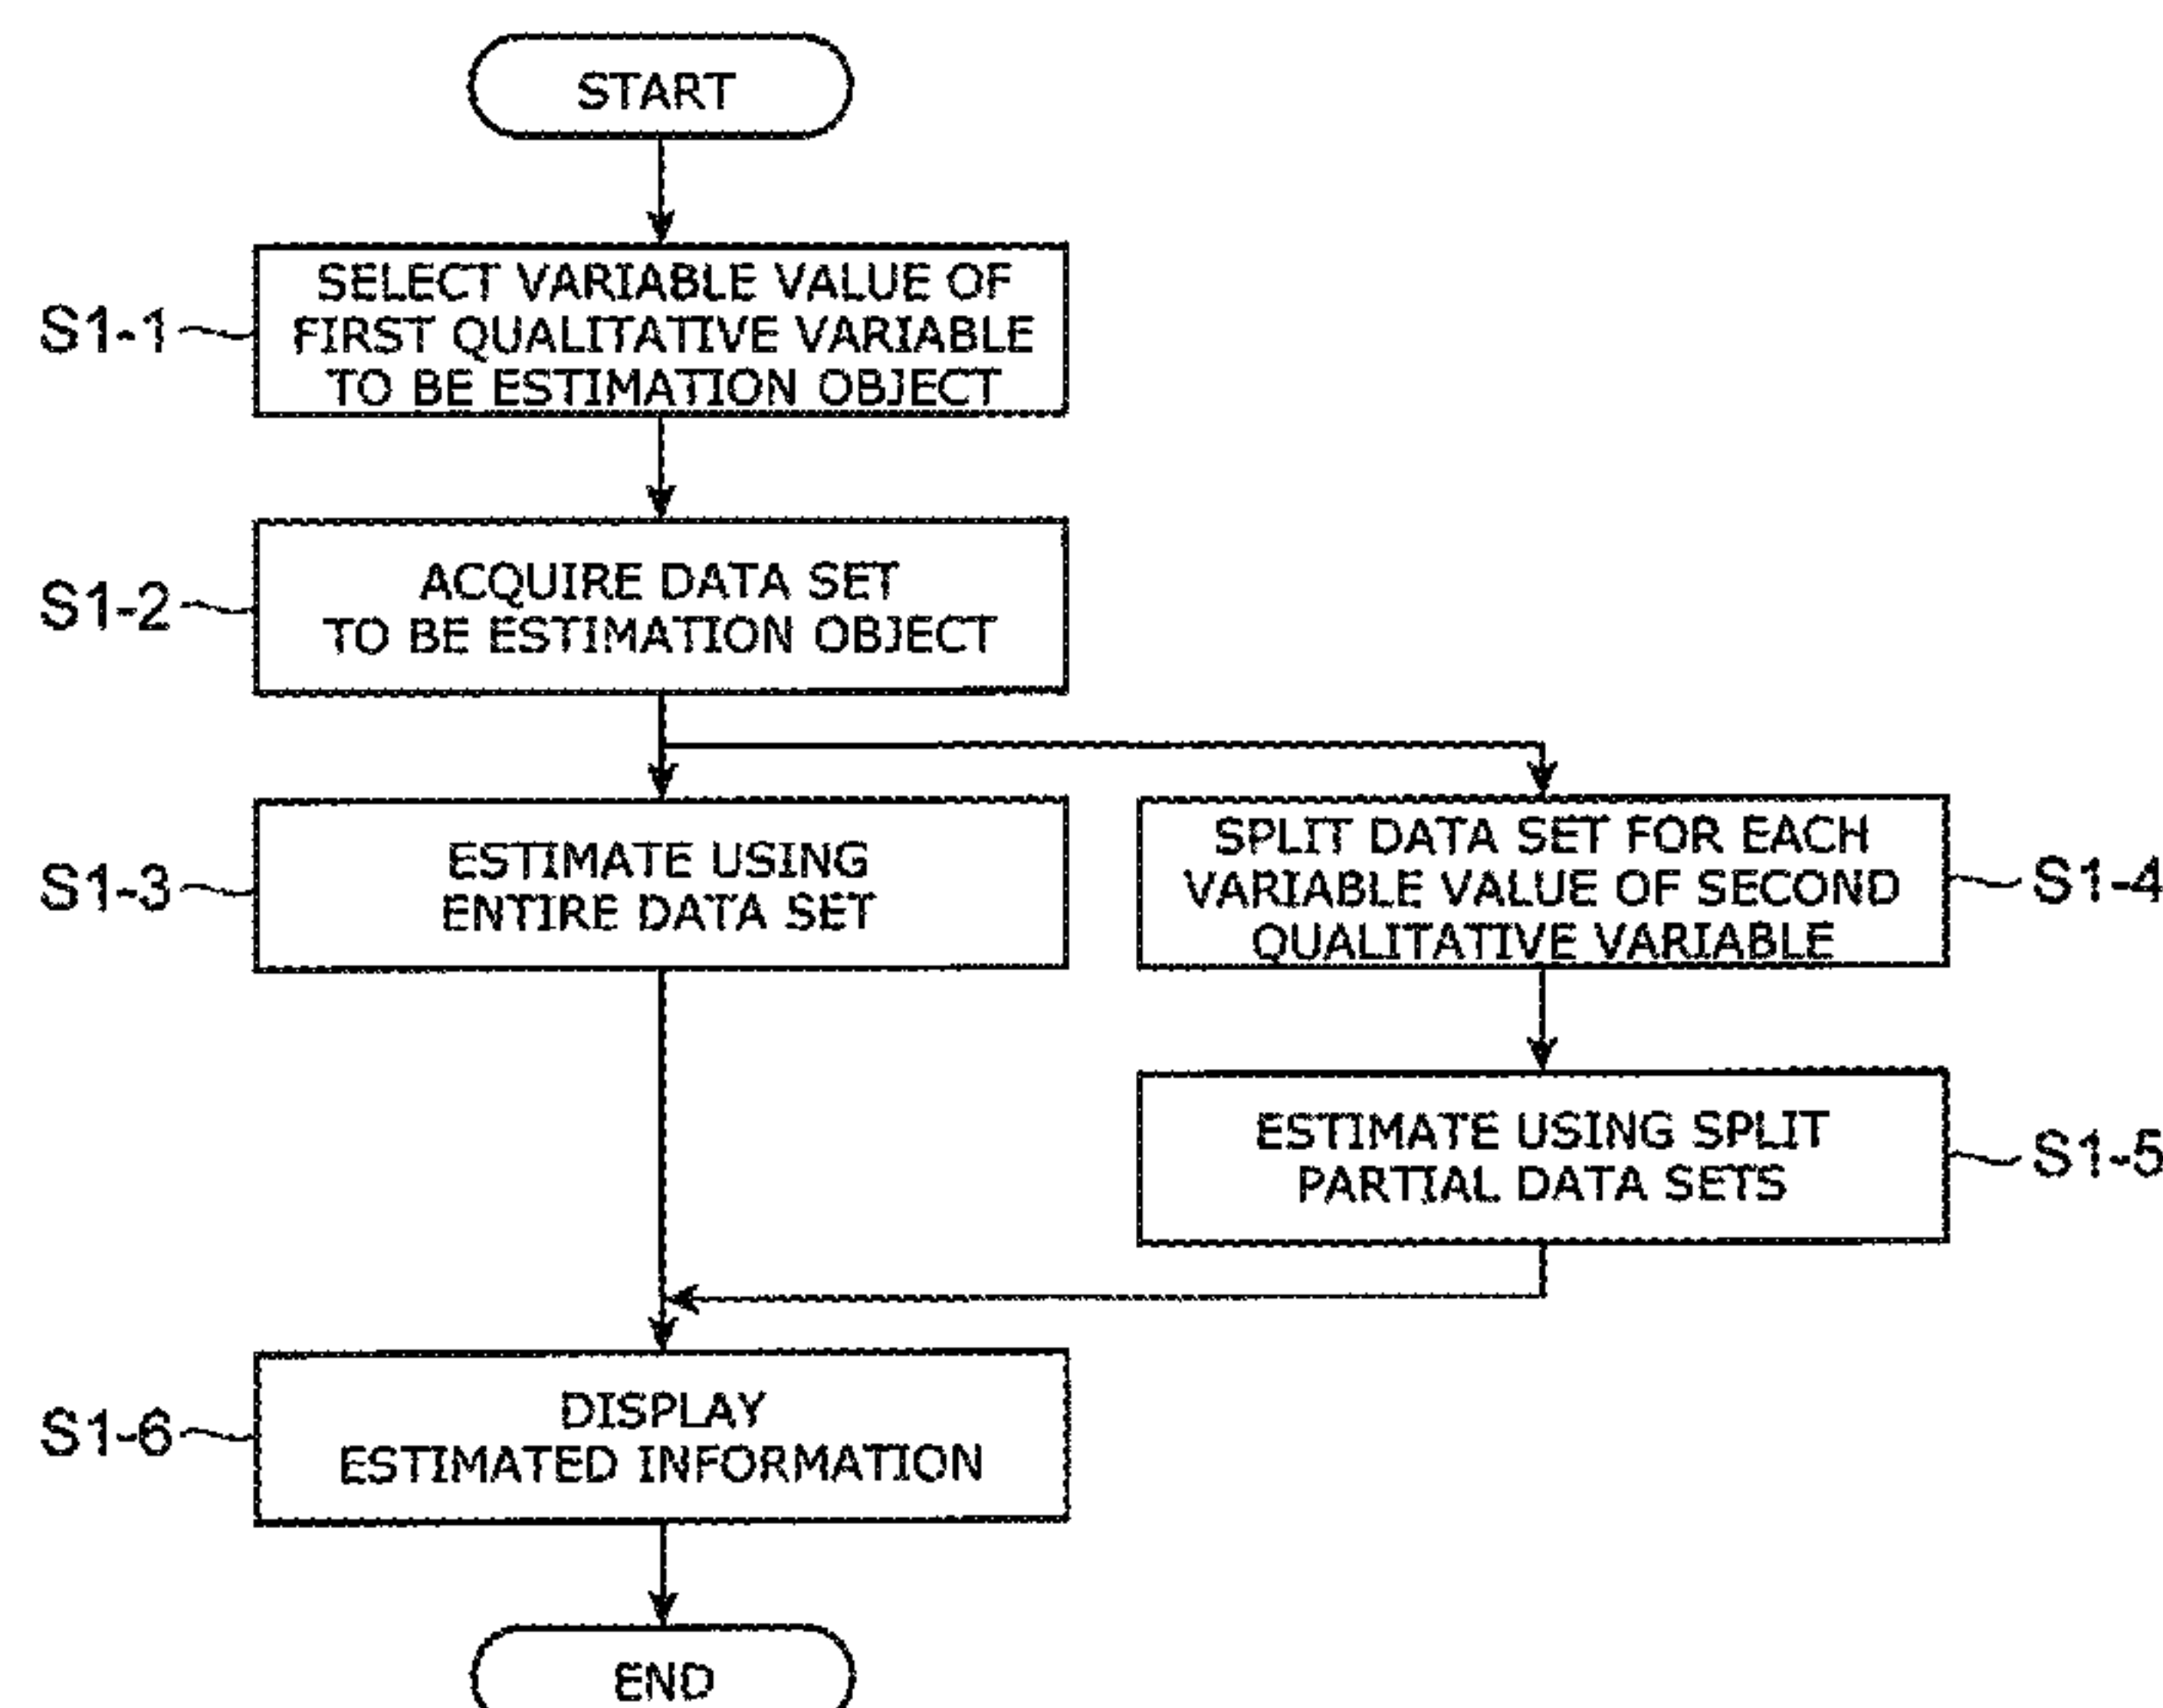 START
S1-1
SELECT VARIABLE VALUE OF
FIRST QUALITATIVE VARIABLE
TO BE ESTIMATION OBJECT
S1-2
ACQUIRE DATA SET
TO BE ESTIMATION OBJECT
S1-3
ESTIMATE USING
ENTIRE DATA SET
SPLIT DATA SET FOR EACH
VARIABLE VALUE OF SECOND
QUALITATIVE VARIABLE
S1-4
ESTIMATE USING SPLIT
PARTIAL DATA SETS
S1-5
S1-6
DISPLAY
ESTIMATED INFORMATION
END